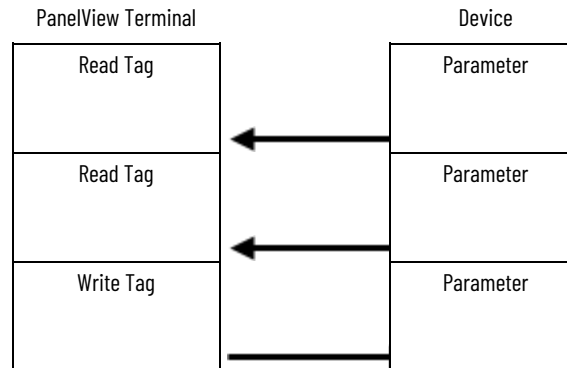 PanelView Terminal Device
Read Tag Parameter
Read Tag Parameter
Write Tag Parameter